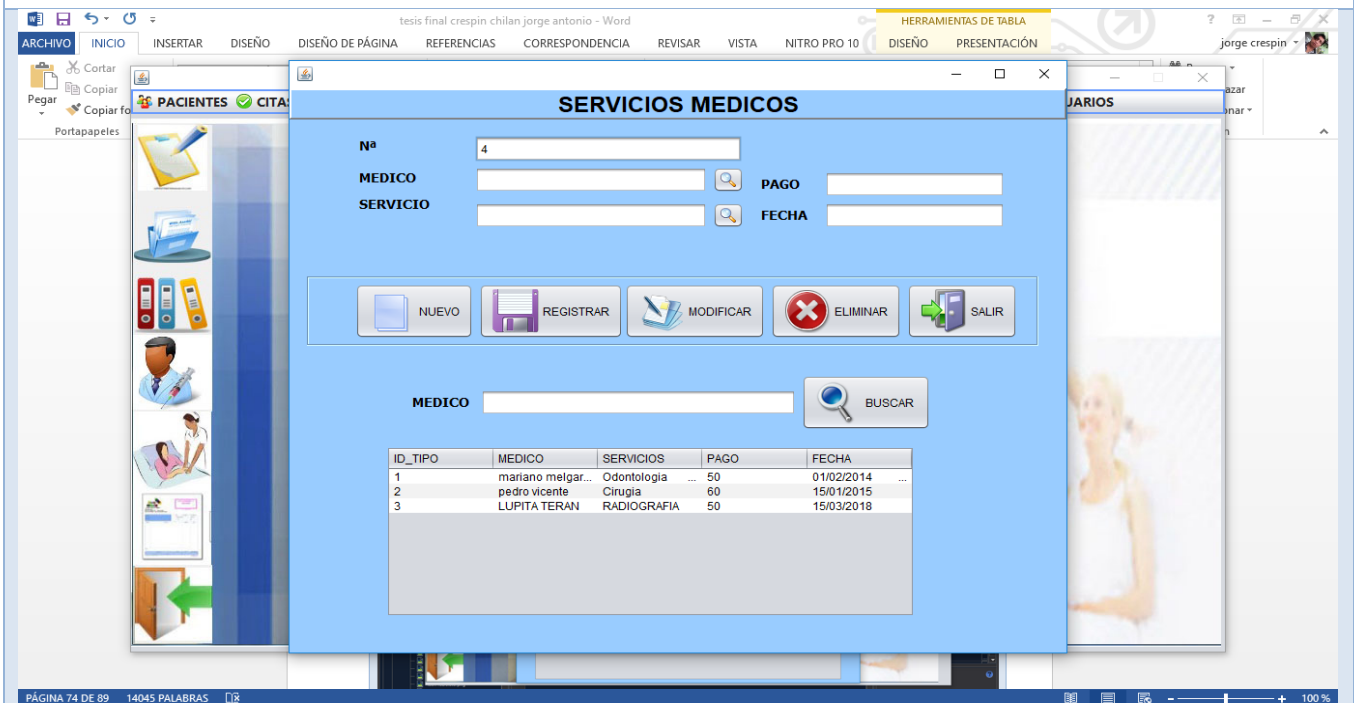 tesis final crespin chilan jorge antonio - Word
HERRAMIENTAS DE TABLA
ARCHIVO INICIO INSERTAR DISEÑO DISEÑO DE PÁGINA REFERENCIAS CORRESPONDENCIA REVISAR VISTA NITRO PRO 10 DISEÑO PRESENTACIÓN jorge crespin
Cortar
Copiar
Pegar
Copiar fo
Portapapeles
azar
onar
PACIENTES CITAS
UARIOS
SERVICIOS MEDICOS
Nª 4
MEDICO PAGO
SERVICIO FECHA
NUEVO REGISTRAR MODIFICAR ELIMINAR SALIR
MEDICO BUSCAR
ID_TIPO MEDICO SERVICIOS PAGO FECHA
1 mariano melgar... Odontologia ... 50 01/02/2014 ...
2 pedro vicente Cirugia 60 15/01/2015
3 LUPITA TERAN RADIOGRAFIA 50 15/03/2018
PÁGINA 74 DE 89 14045 PALABRAS 100 %